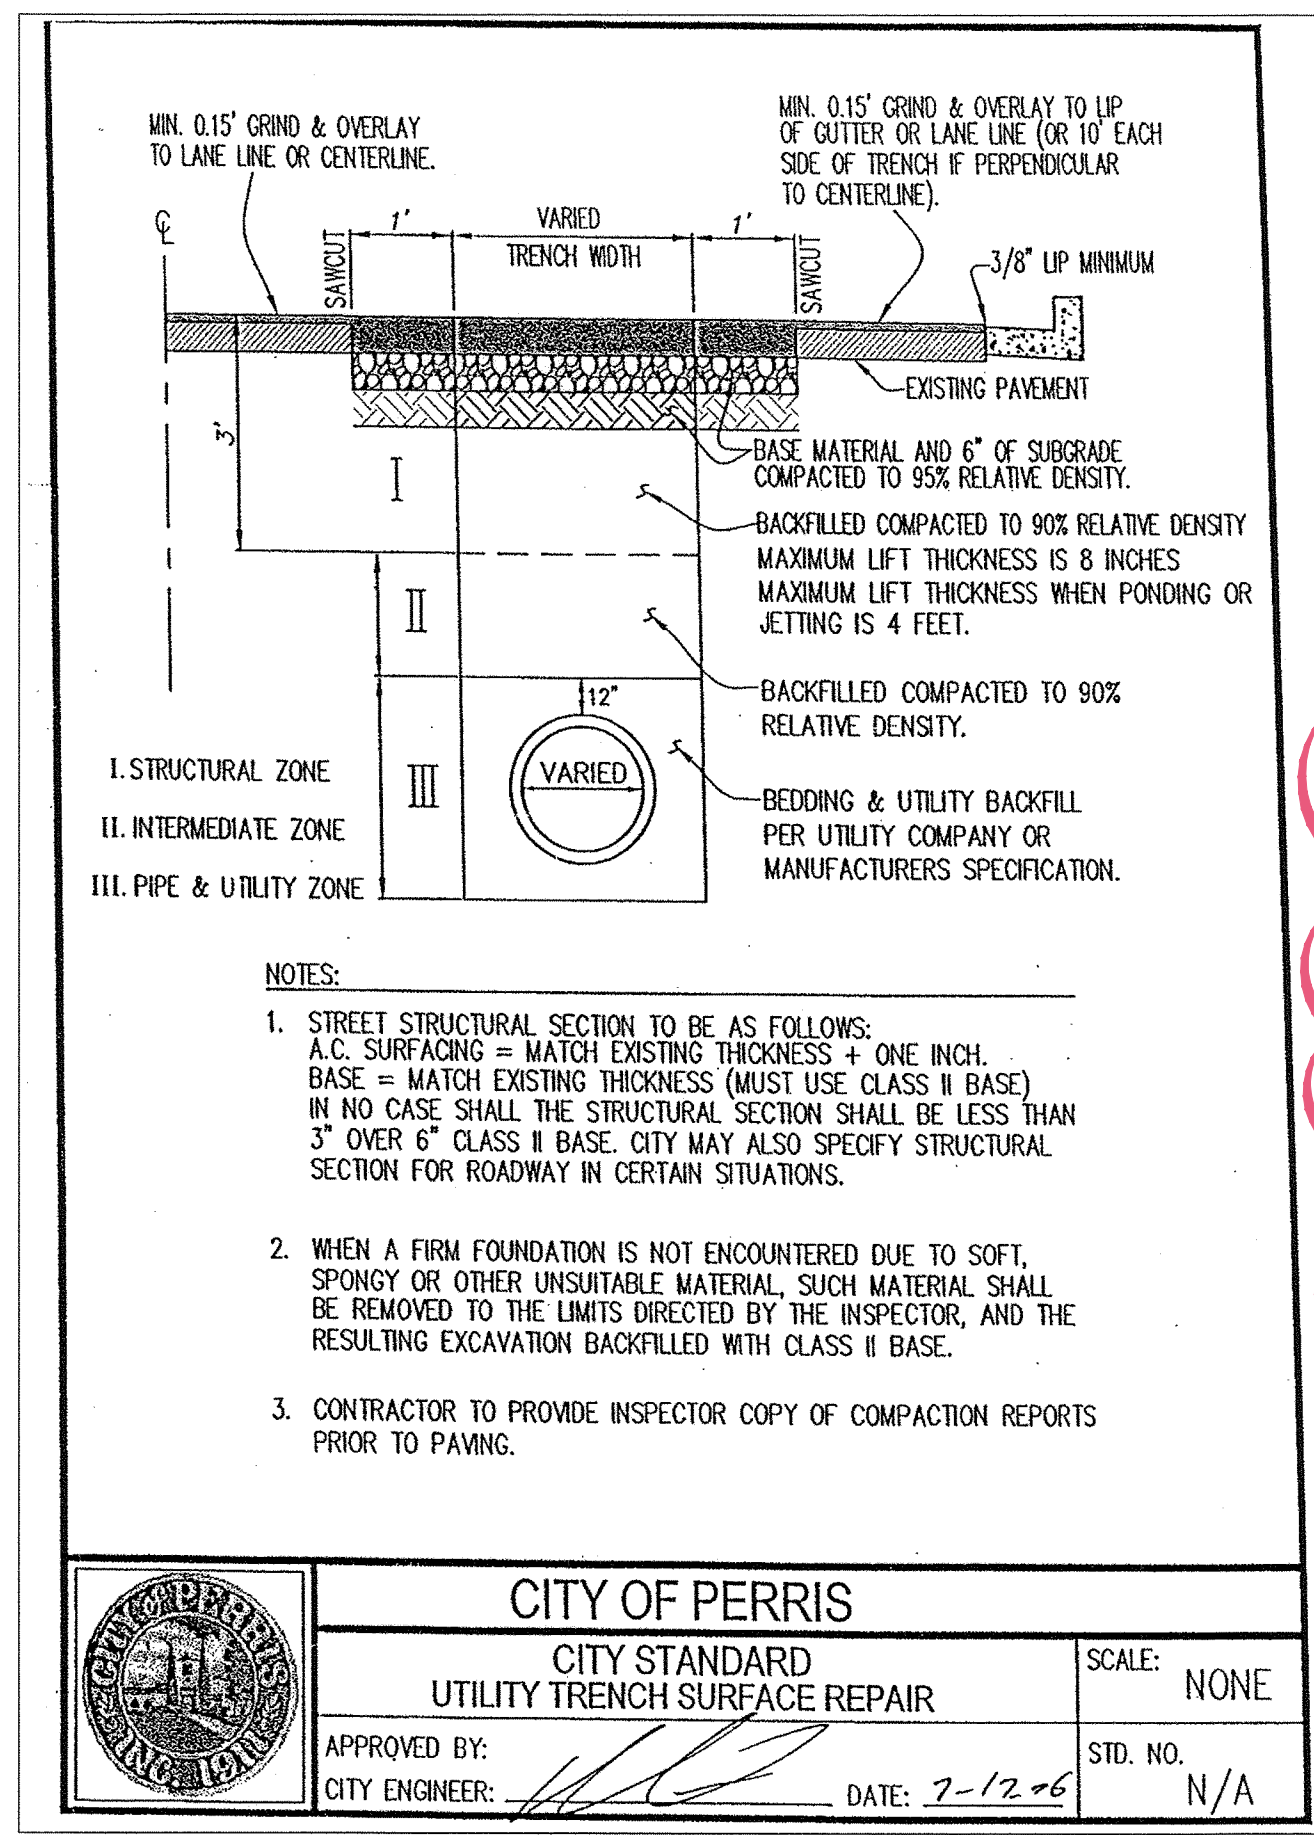 MIN. 0.15' GRIND & OVERLAY
TO LANE LINE OR CENTERLINE.
MIN. 0.15' GRIND & OVERLAY TO LIP
OF GUTTER OR LANE LINE (OR 10' EACH
SIDE OF TRENCH IF PERPENDICULAR
TO CENTERLINE).
℄
SAWCUT
1'
VARIED
TRENCH WIDTH
1'
SAWCUT
3/8" LIP MINIMUM
EXISTING PAVEMENT
3'
BASE MATERIAL AND 6" OF SUBGRADE
COMPACTED TO 95% RELATIVE DENSITY.
I
BACKFILLED COMPACTED TO 90% RELATIVE DENSITY
MAXIMUM LIFT THICKNESS IS 8 INCHES
MAXIMUM LIFT THICKNESS WHEN PONDING OR
JETTING IS 4 FEET.
II
BACKFILLED COMPACTED TO 90%
RELATIVE DENSITY.
12"
III
VARIED
BEDDING & UTILITY BACKFILL
PER UTILITY COMPANY OR
MANUFACTURERS SPECIFICATION.
I. STRUCTURAL ZONE
II. INTERMEDIATE ZONE
III. PIPE & UTILITY ZONE
NOTES:
1. STREET STRUCTURAL SECTION TO BE AS FOLLOWS:
A.C. SURFACING = MATCH EXISTING THICKNESS + ONE INCH.
BASE = MATCH EXISTING THICKNESS (MUST USE CLASS II BASE)
IN NO CASE SHALL THE STRUCTURAL SECTION SHALL BE LESS THAN
3" OVER 6" CLASS II BASE. CITY MAY ALSO SPECIFY STRUCTURAL
SECTION FOR ROADWAY IN CERTAIN SITUATIONS.
2. WHEN A FIRM FOUNDATION IS NOT ENCOUNTERED DUE TO SOFT,
SPONGY OR OTHER UNSUITABLE MATERIAL, SUCH MATERIAL SHALL
BE REMOVED TO THE LIMITS DIRECTED BY THE INSPECTOR, AND THE
RESULTING EXCAVATION BACKFILLED WITH CLASS II BASE.
3. CONTRACTOR TO PROVIDE INSPECTOR COPY OF COMPACTION REPORTS
PRIOR TO PAVING.
CITY OF PERRIS
INC. 1911
CITY OF PERRIS
CITY STANDARD
UTILITY TRENCH SURFACE REPAIR
SCALE: NONE
APPROVED BY:
CITY ENGINEER:
DATE: 7-12-06
STD. NO.
N/A